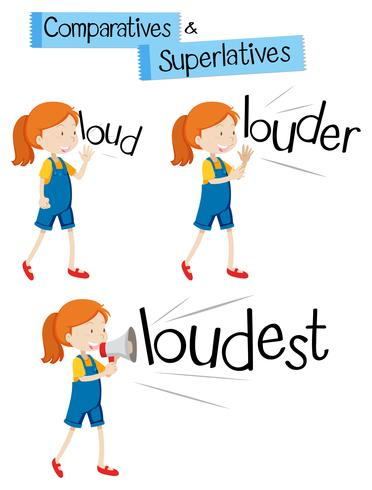 Comparatives &
Superlatives
loud
louder
loudest